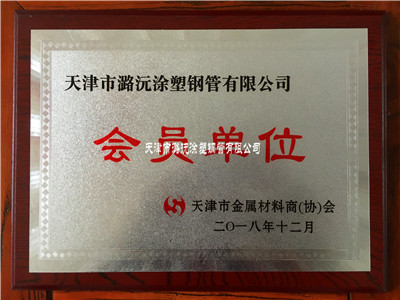 天津市潞沅涂塑钢管有限公司
会员单位
天津市潞沅涂塑钢管有限公司
天津市金属材料商(协)会
二〇一八年十二月